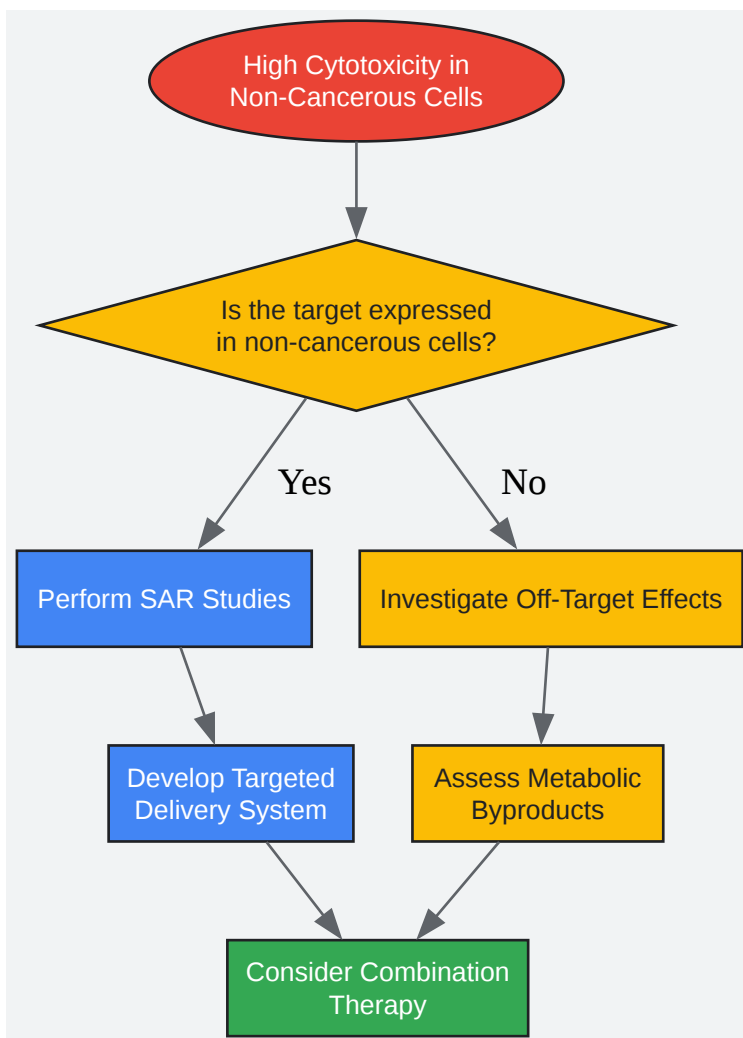 High Cytotoxicity in
Non-Cancerous Cells
Is the target expressed
in non-cancerous cells?
Yes
No
Perform SAR Studies
Investigate Off-Target Effects
Develop Targeted
Delivery System
Assess Metabolic
Byproducts
Consider Combination
Therapy